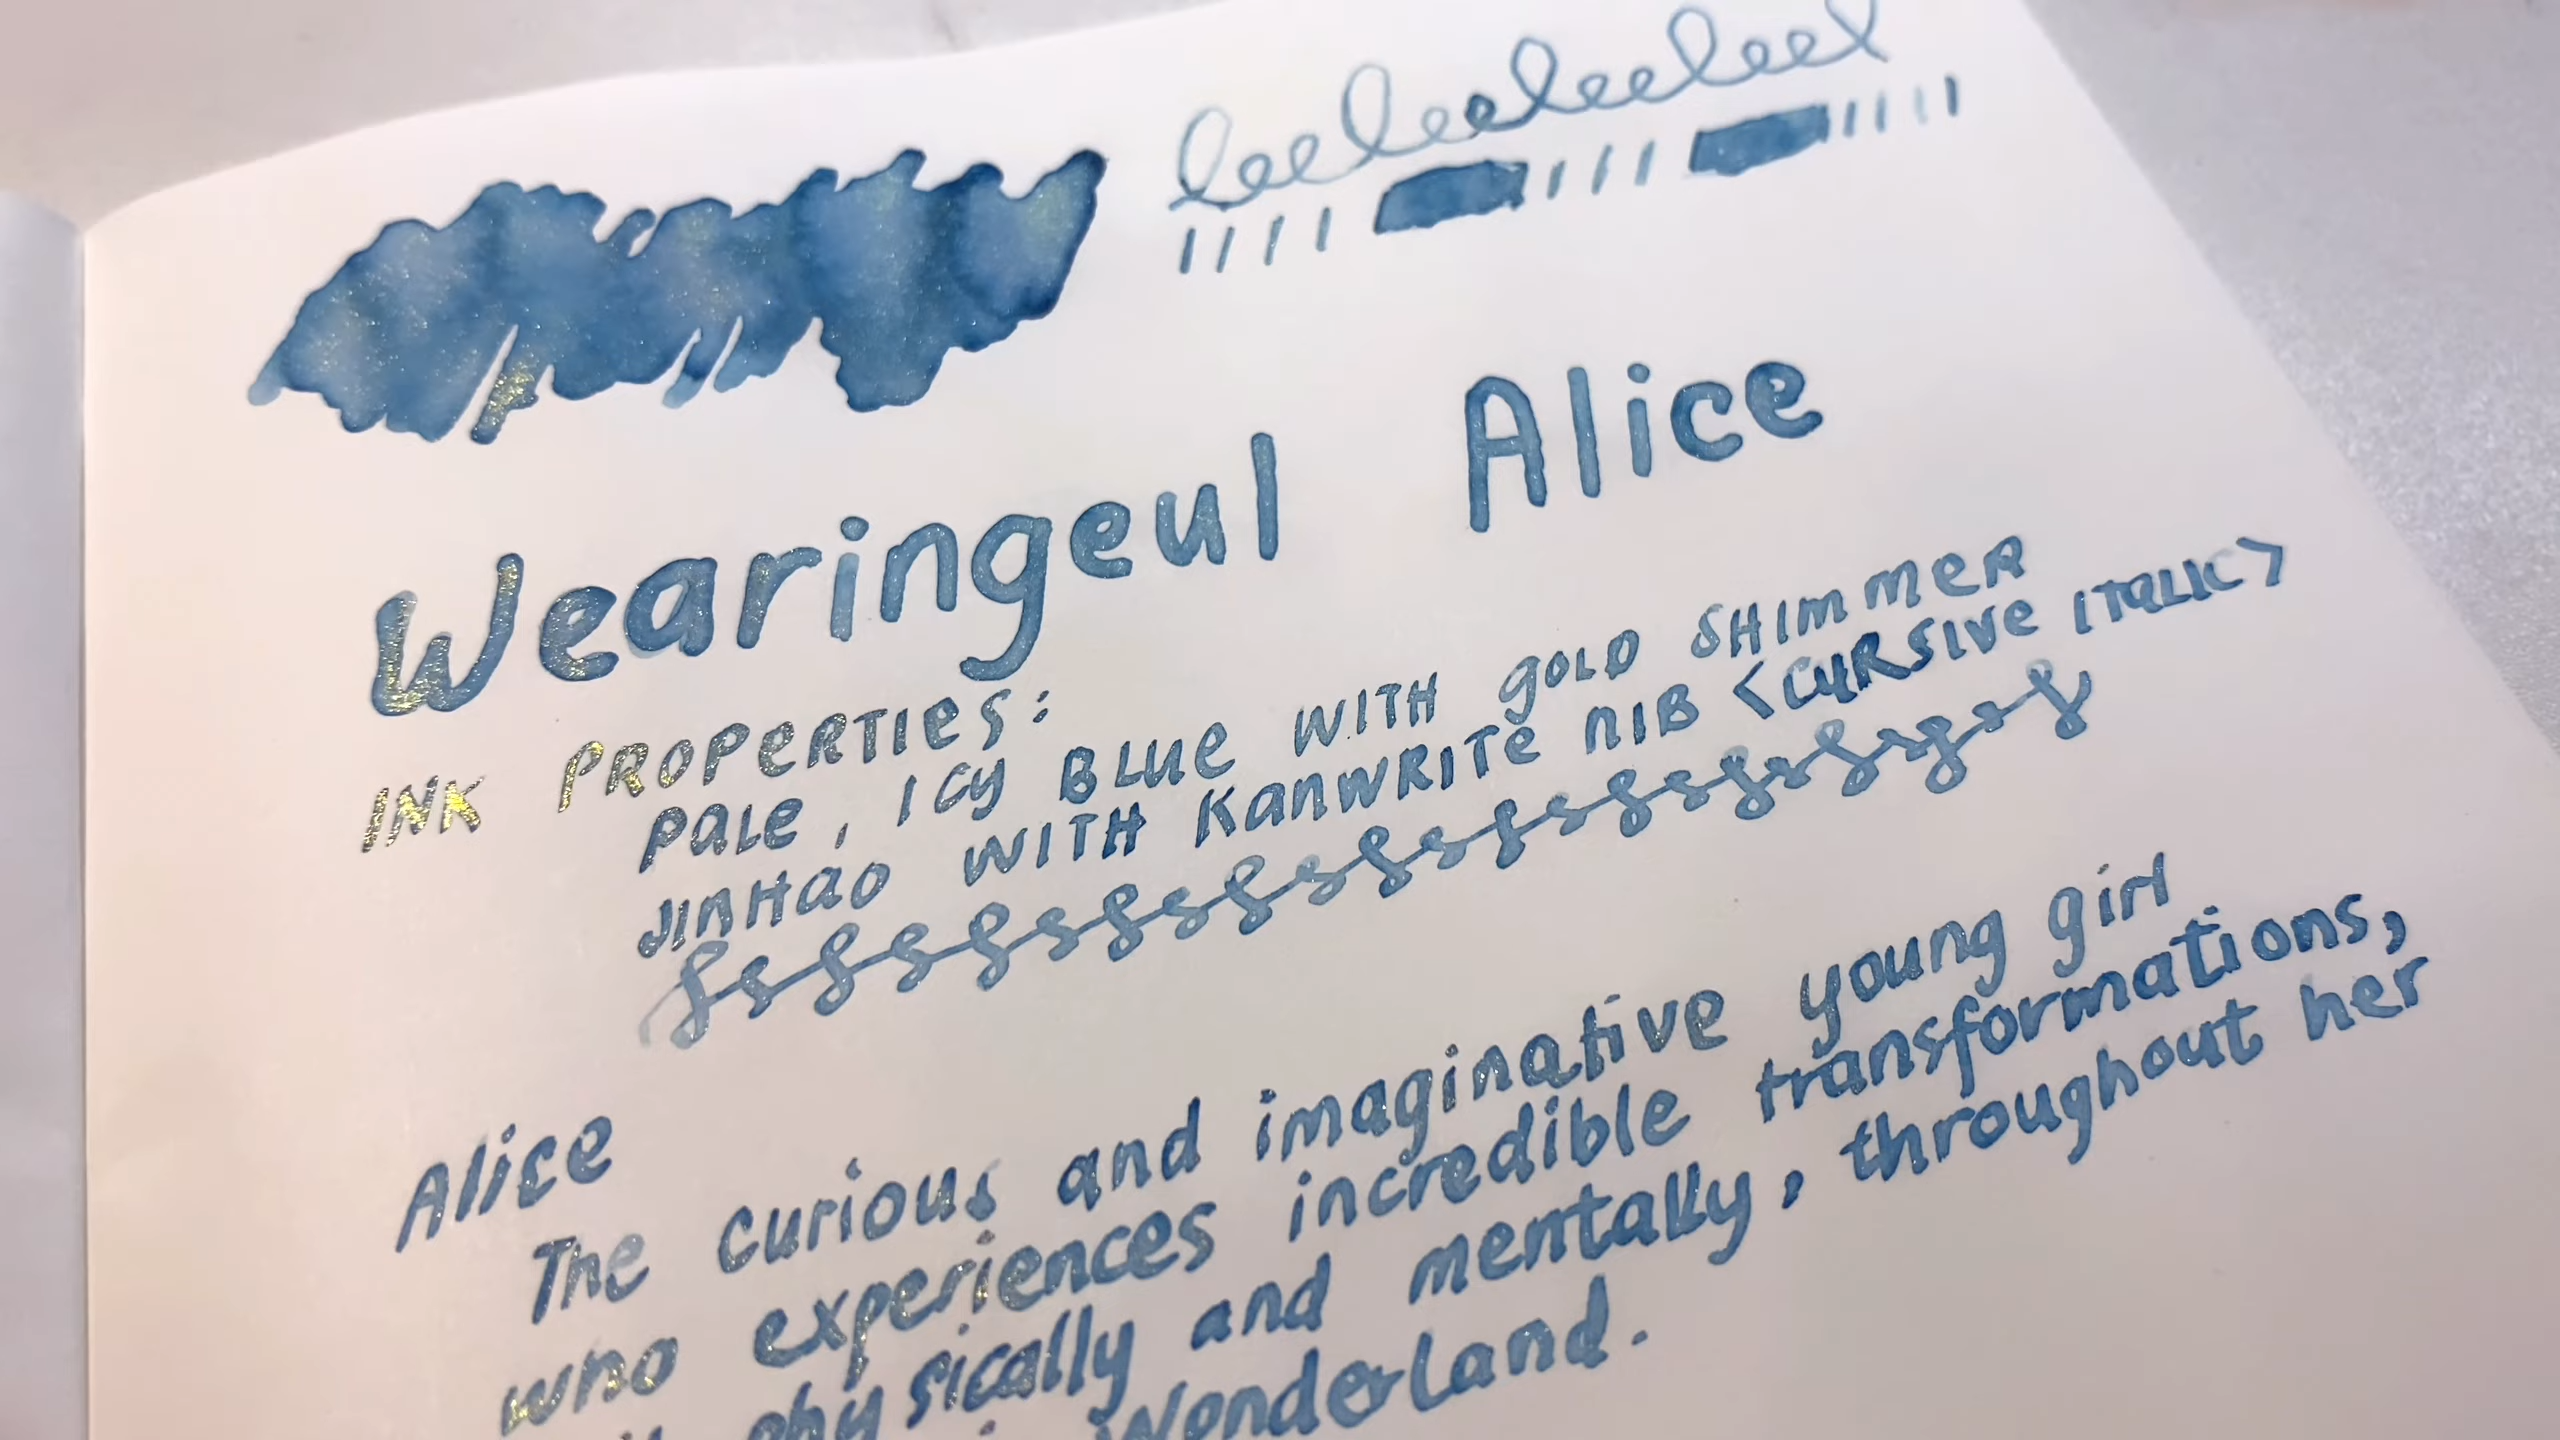 Wearingeul Alice
INK PROPERTIES:
PALE, ICY BLUE WITH GOLD SHIMMER
JINHAO WITH KANWRITE NIB <CURSIVE ITALIC>
Alice
The curious and imaginative young girl
who experiences incredible transformations,
physically and mentally, throughout her
Wonderland.